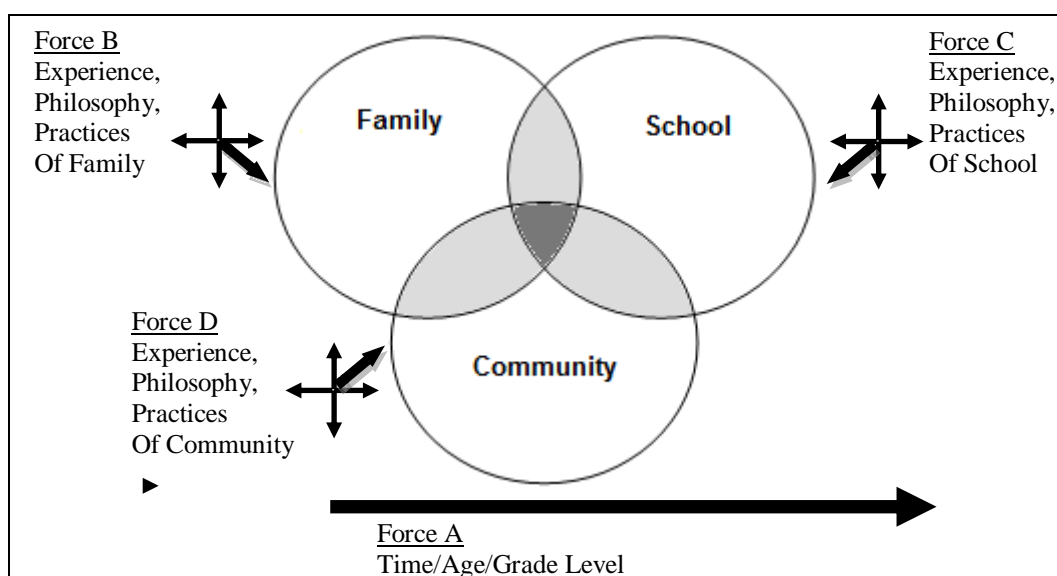 Force B
Experience,
Philosophy,
Practices
Of Family
Family
School
Force C
Experience,
Philosophy,
Practices
Of School
Force D
Experience,
Philosophy,
Practices
Of Community
Community
Force A
Time/Age/Grade Level